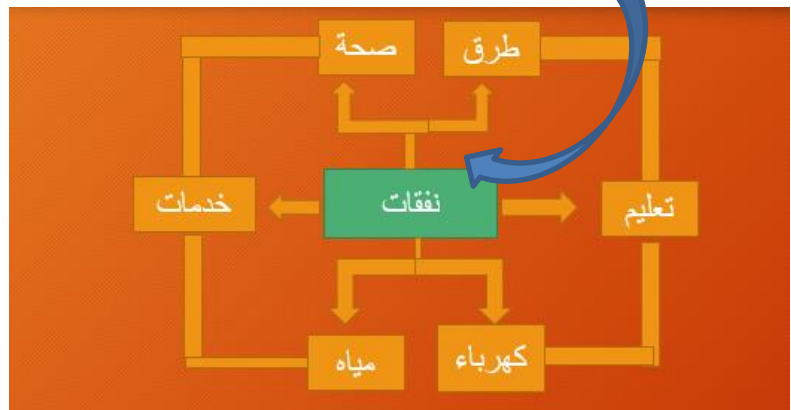 طرق
صحة
تعليم
نفقات
خدمات
كهرباء
مياه